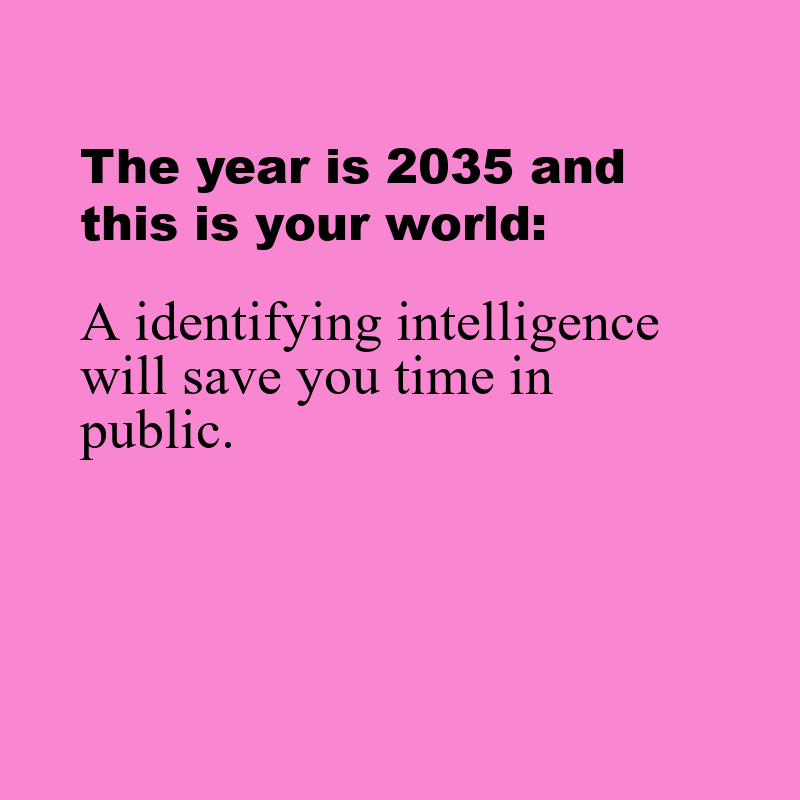 The year is 2035 and
this is your world:
A identifying intelligence
will save you time in
public.